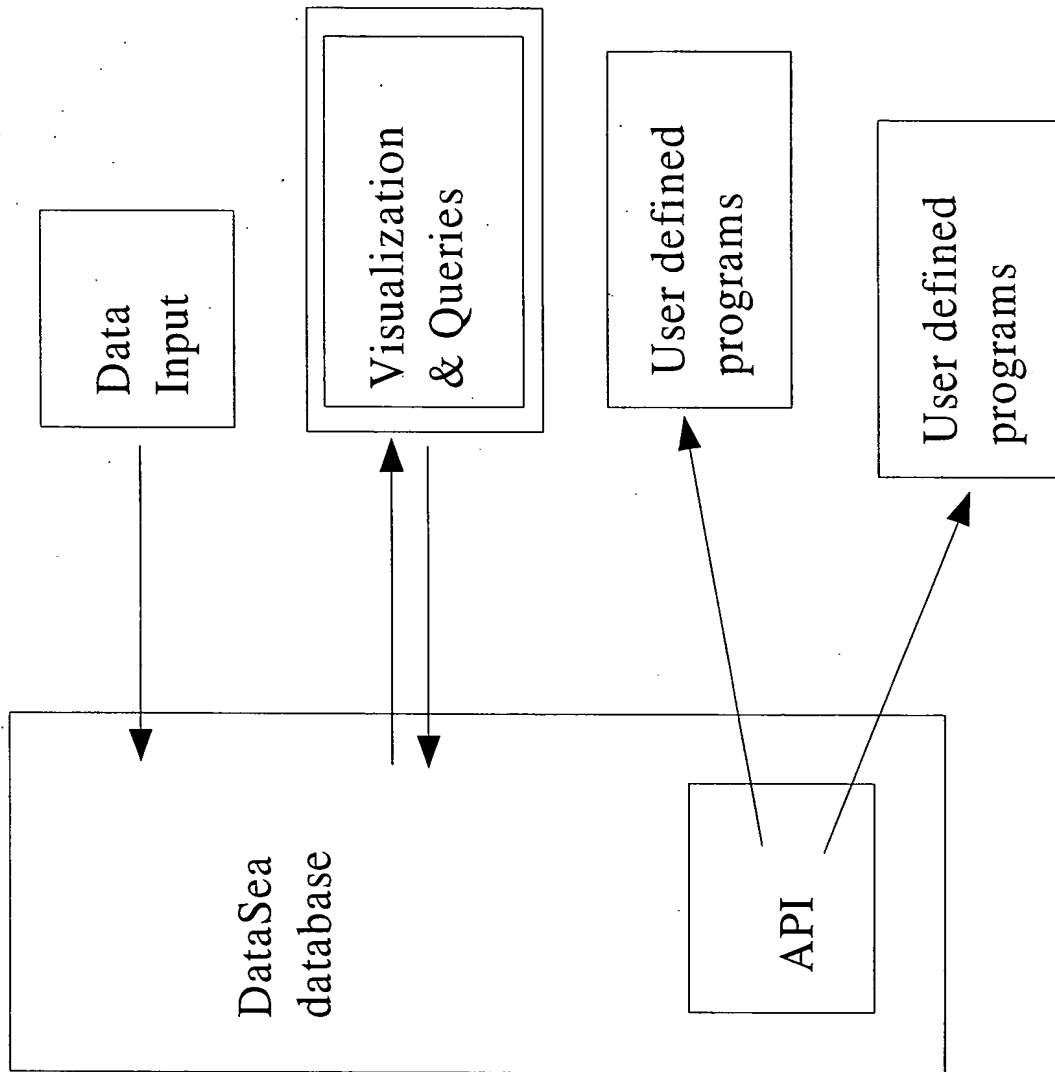 DataSea
database
API
Data
Input
Visualization
& Queries
User defined
programs
User defined
programs